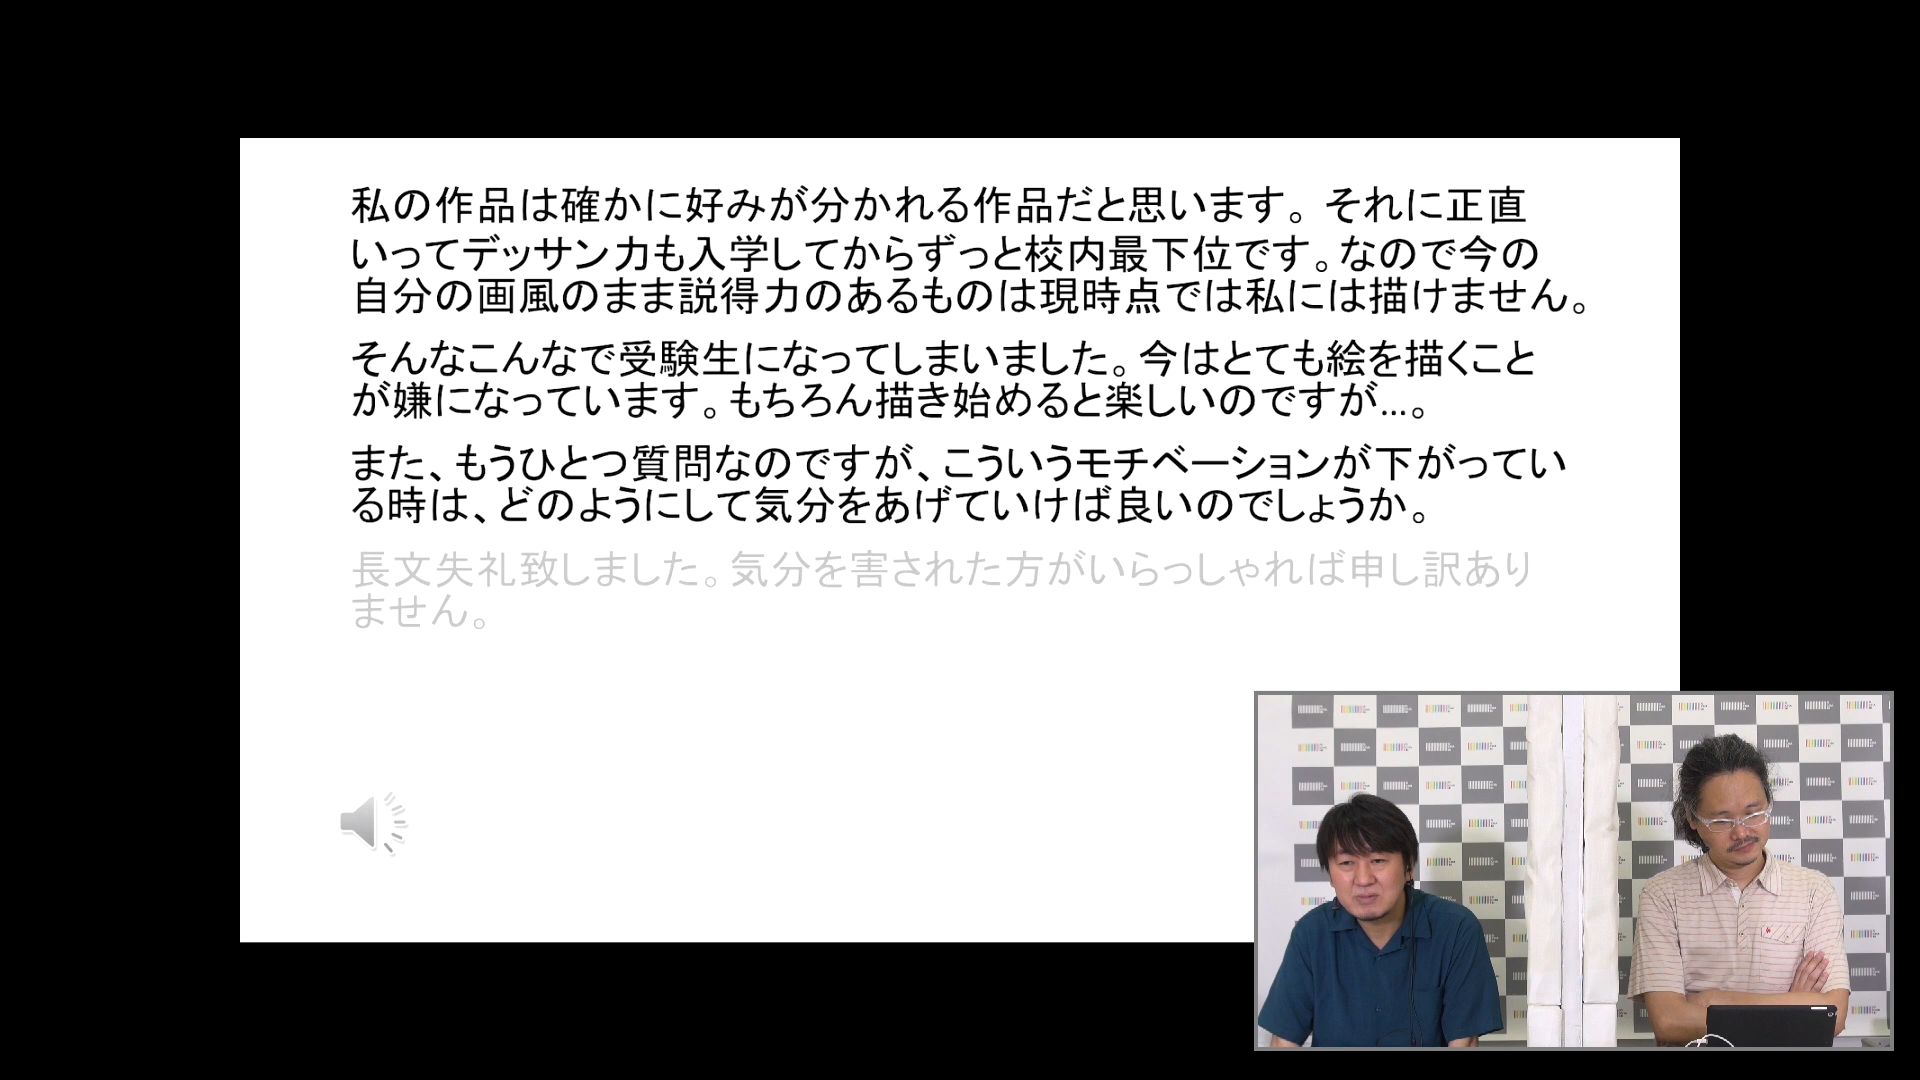 私の作品は確かに好みが分かれる作品だと思います。それに正直
いってデッサン力も入学してからずっと校内最下位です。なので今の
自分の画風のまま説得力のあるものは現時点では私には描けません。
そんなこんなで受験生になってしまいました。今はとても絵を描くこと
が嫌になっています。もちろん描き始めると楽しいのですが…。
また、もうひとつ質問なのですが、こういうモチベーションが下がってい
る時は、どのようにして気分をあげていけば良いのでしょうか。
長文失礼致しました。気分を害された方がいらっしゃれば申し訳あり
ません。